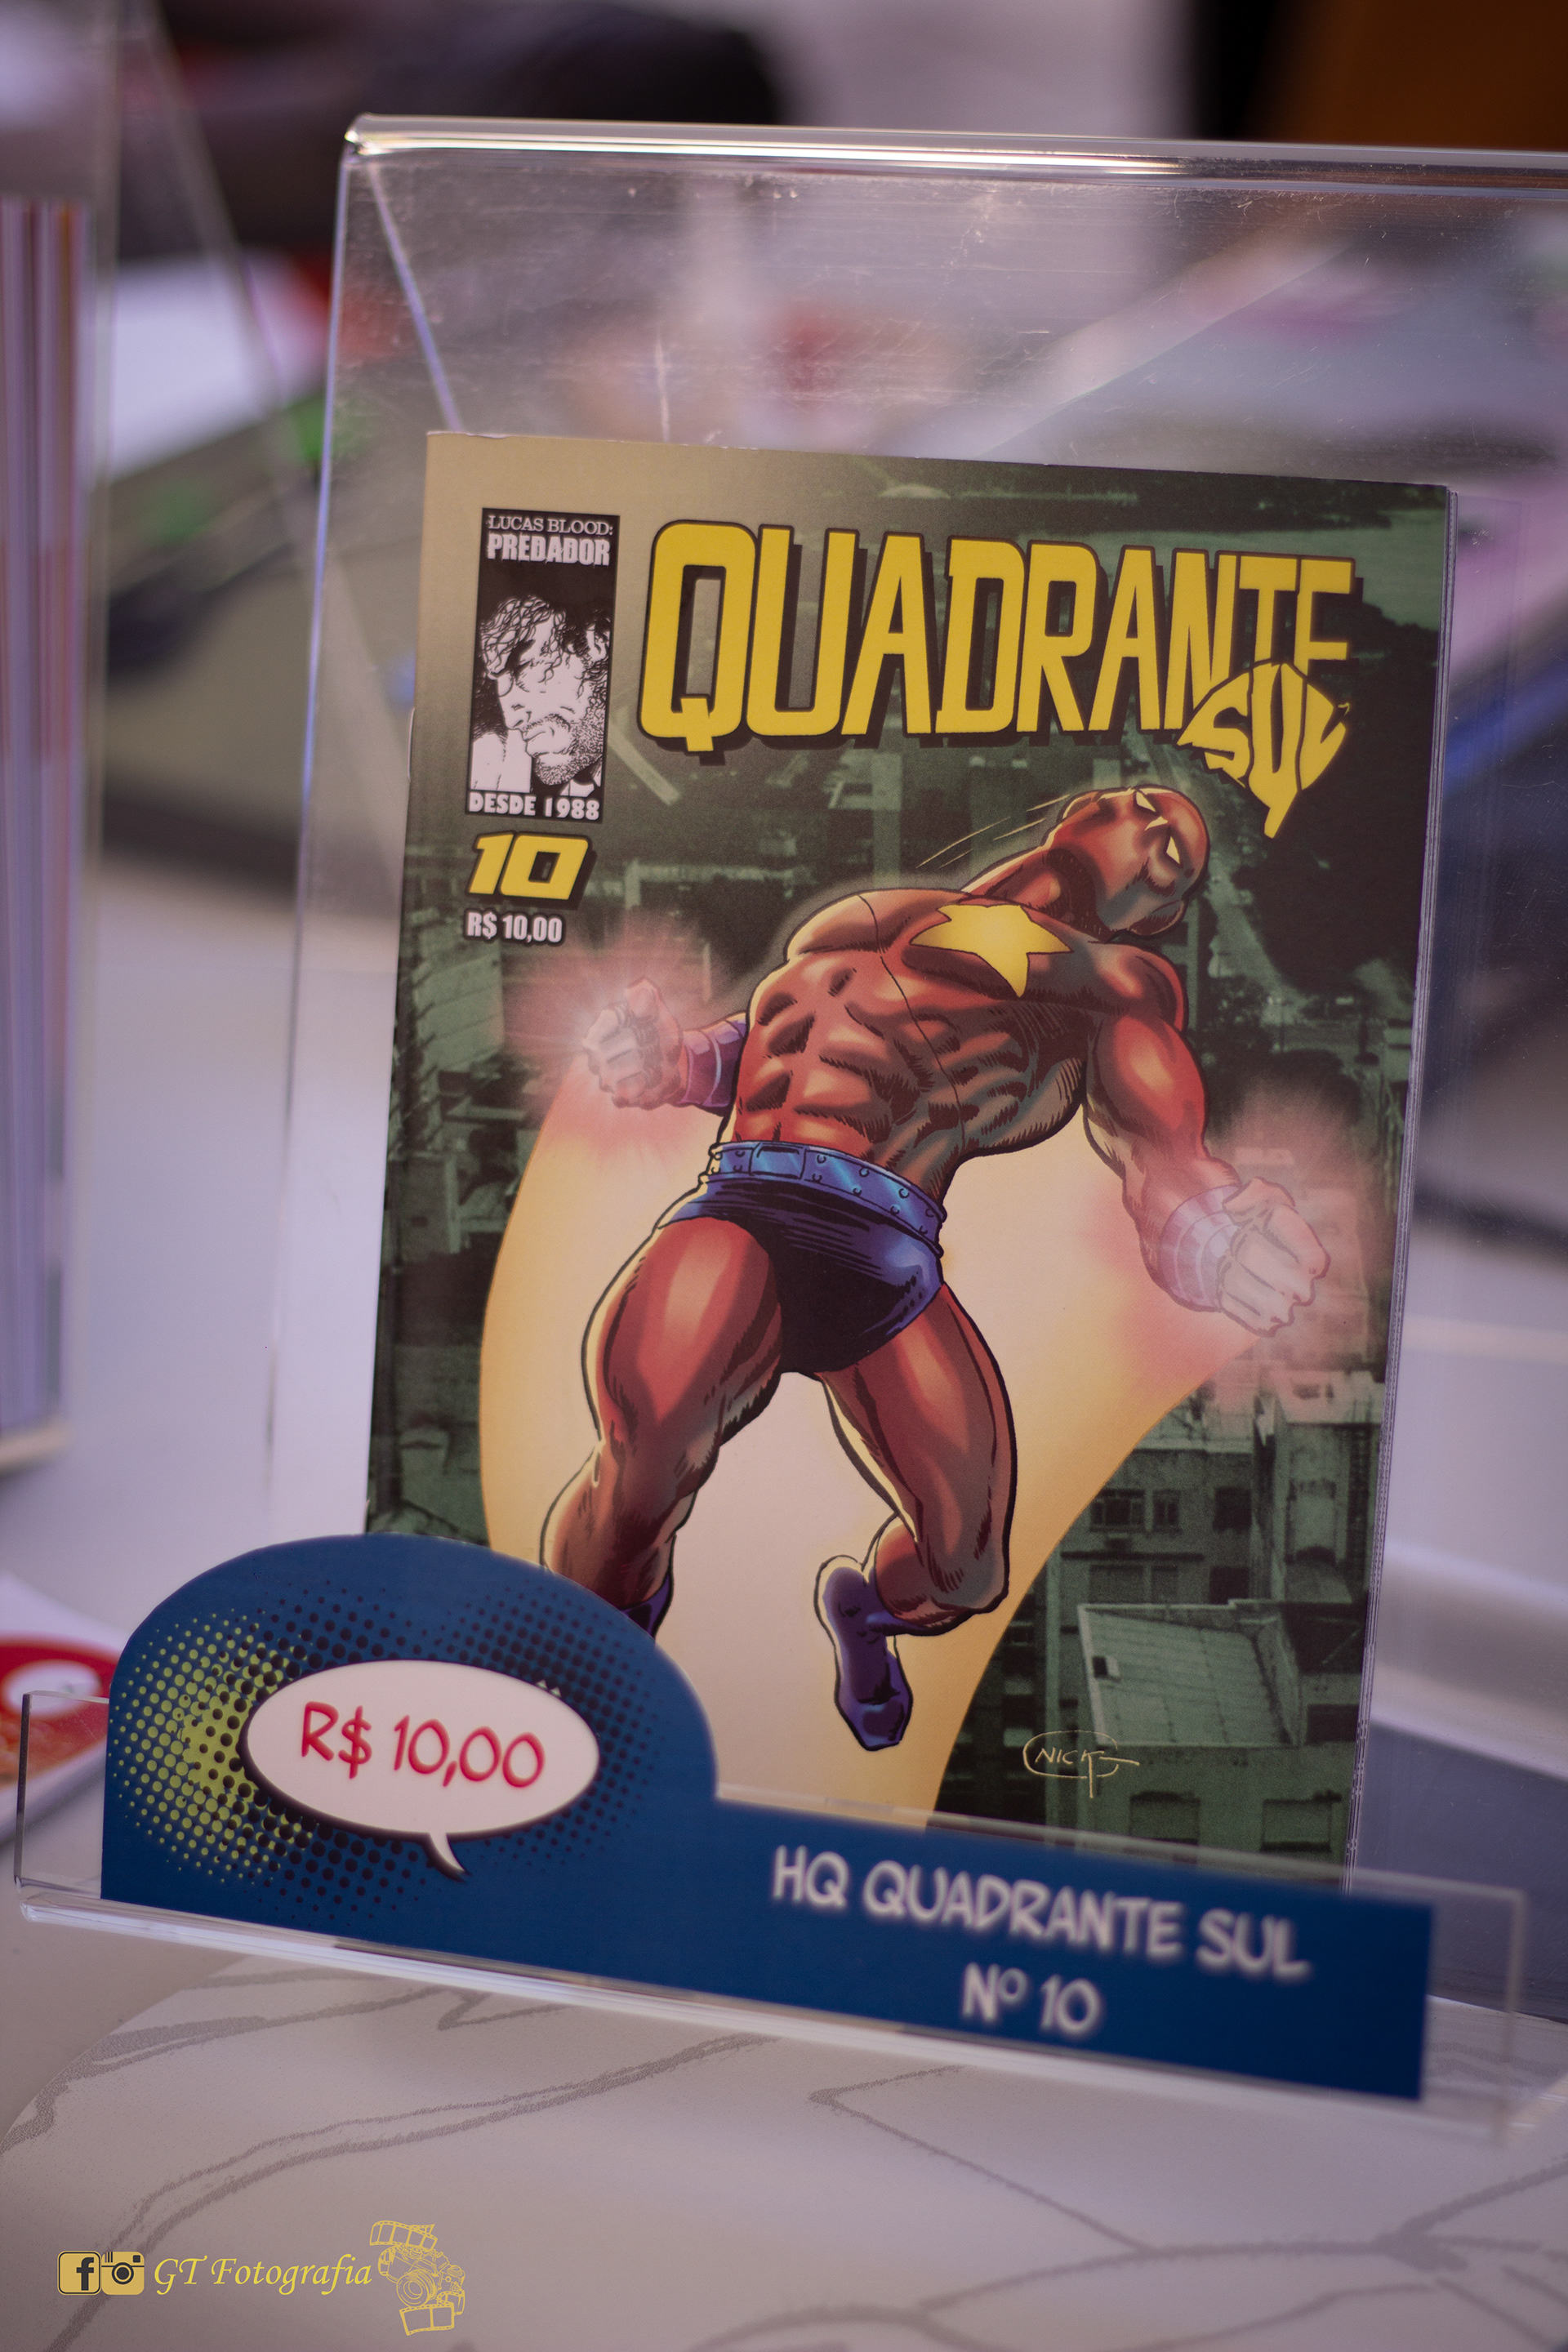 LUCAS BLOOD:
PREDADOR
DESDE 1988
QUADRANTE
SUL
10
R$ 10,00
NICK
R$ 10,00
HQ QUADRANTE SUL
Nº 10
GT Fotografia